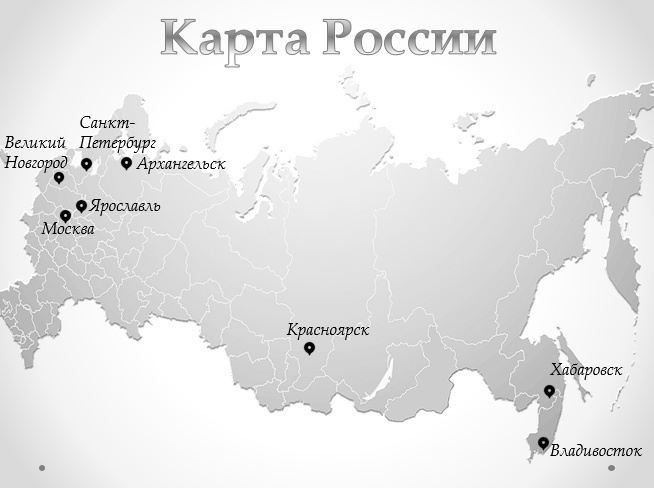 Карта России
Санкт-
Петербург
Великий
Новгород
Архангельск
Ярославль
Москва
Красноярск
Хабаровск
Владивосток